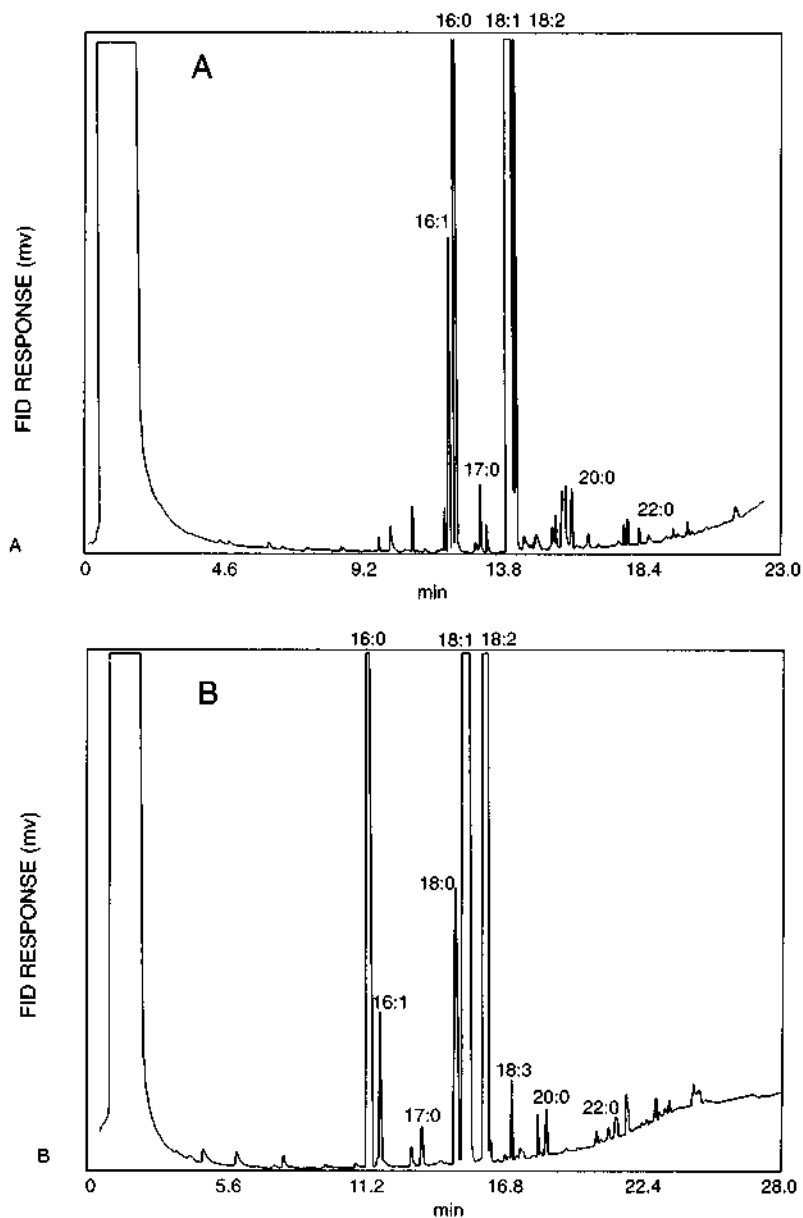 16:0 18:1 18:2
A
16:1
17:0
20:0
22:0
FID RESPONSE (mv)
A
0 4.6 9.2 13.8 18.4 23.0
min
16:0 18:1 18:2
B
18:0
16:1
17:0
18:3
20:0
22:0
FID RESPONSE (mv)
B
0 5.6 11.2 16.8 22.4 28.0
min